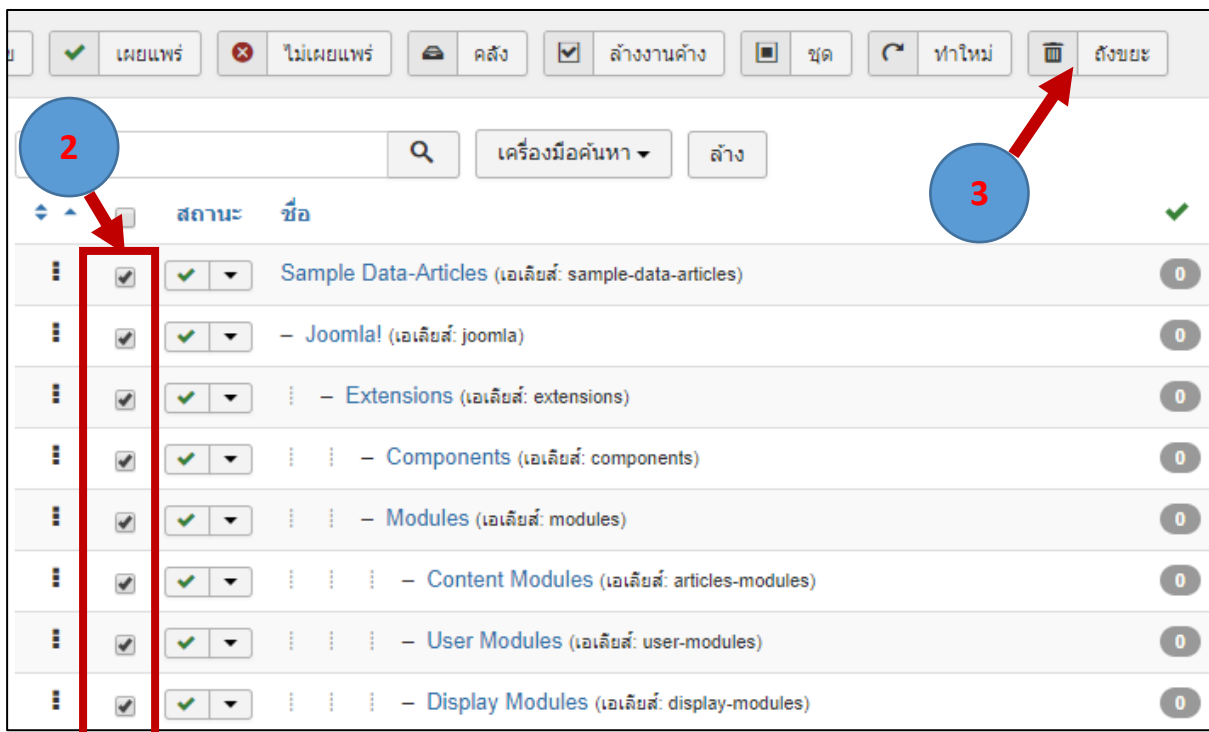 ย เผยแพร่ ไม่เผยแพร่ คลัง ล้างงานค้าง ชุด ทำใหม่ ถังขยะ
2 เครื่องมือค้นหา ล้าง
3
สถานะ ชื่อ
Sample Data-Articles (เอเลียส์: sample-data-articles) 0
– Joomla! (เอเลียส์: joomla) 0
– Extensions (เอเลียส์: extensions) 0
– Components (เอเลียส์: components) 0
– Modules (เอเลียส์: modules) 0
– Content Modules (เอเลียส์: articles-modules) 0
– User Modules (เอเลียส์: user-modules) 0
– Display Modules (เอเลียส์: display-modules) 0